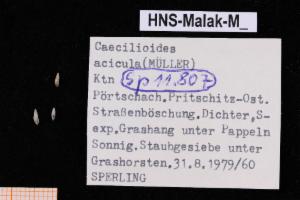 HNS-Malak-M_
Caecilioides
acicula(MÜLLER)
Ktn Sp 11.807
Pörtschach,Pritschitz-Ost.
Straßenböschung.Dichter,S-
exp.Grashang unter Pappeln
Sonnig.Staubgesiebe unter
Grashorsten.31.8.1979/60
SPERLING